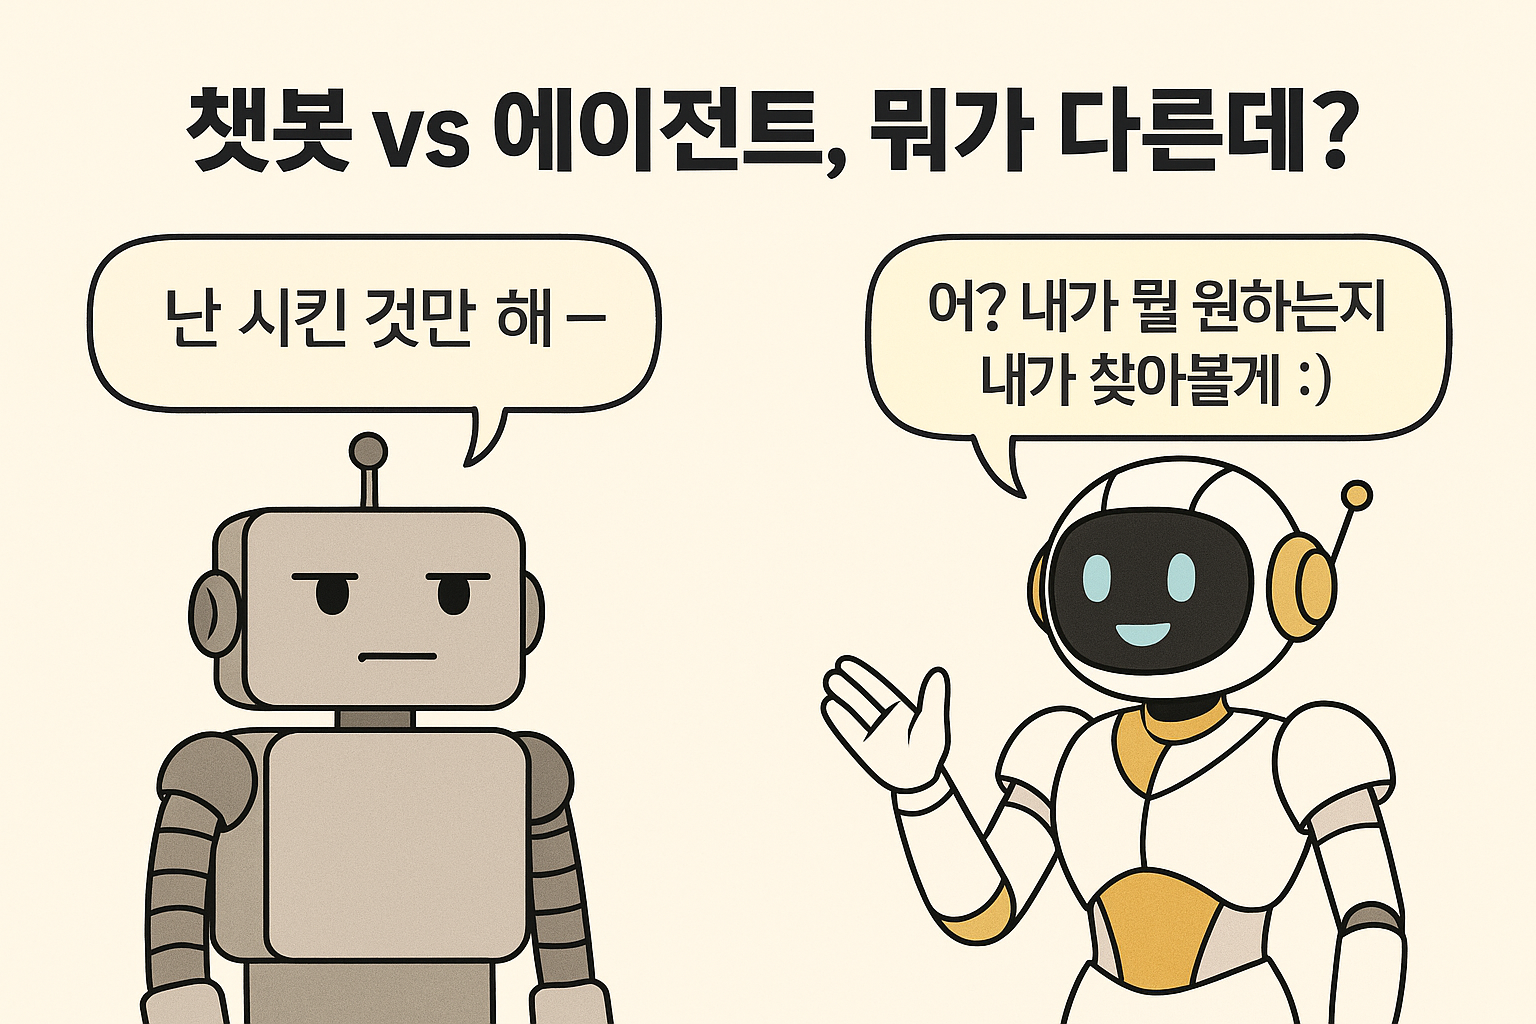 챗봇 vs 에이전트, 뭐가 다른데?
난 시킨 것만 해 –
어? 내가 뭘 원하는지
내가 찾아볼게 :)